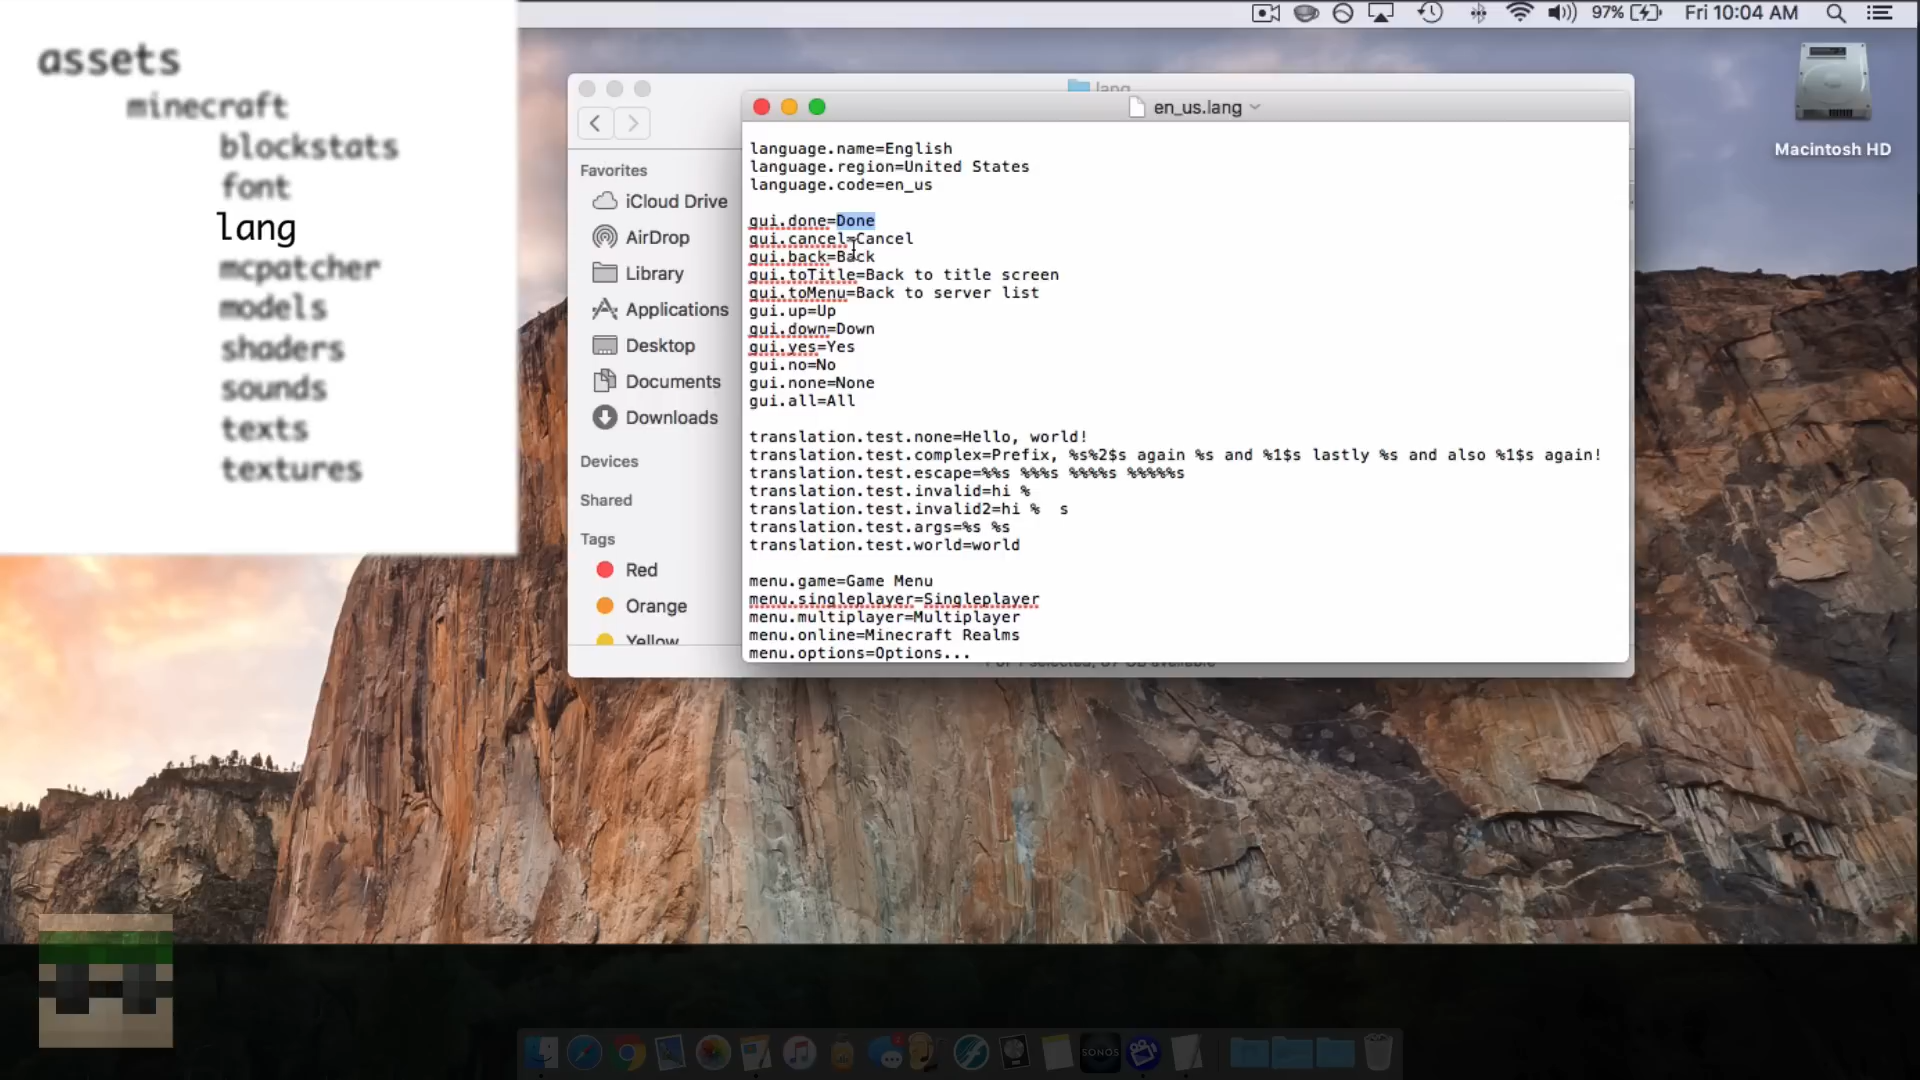 97%
Fri 10:04 AM
assets
minecraft
blockstats
font
lang
mcpatcher
models
shaders
sounds
texts
textures
Macintosh HD
lang
en_us.lang
Favorites
iCloud Drive
AirDrop
Library
Applications
Desktop
Documents
Downloads
Devices
Shared
Tags
Red
Orange
Yellow
language.name=English
language.region=United States
language.code=en_us
gui.done=Done
gui.cancel=Cancel
gui.back=Back
gui.toTitle=Back to title screen
gui.toMenu=Back to server list
gui.up=Up
gui.down=Down
gui.yes=Yes
gui.no=No
gui.none=None
gui.all=All
translation.test.none=Hello, world!
translation.test.complex=Prefix, %s%2$s again %s and %1$s lastly %s and also %1$s again!
translation.test.escape=%%s %%%s %%%%s %%%%%s
translation.test.invalid=hi %
translation.test.invalid2=hi %  s
translation.test.args=%s %s
translation.test.world=world
menu.game=Game Menu
menu.singleplayer=Singleplayer
menu.multiplayer=Multiplayer
menu.online=Minecraft Realms
menu.options=Options...
SONOS